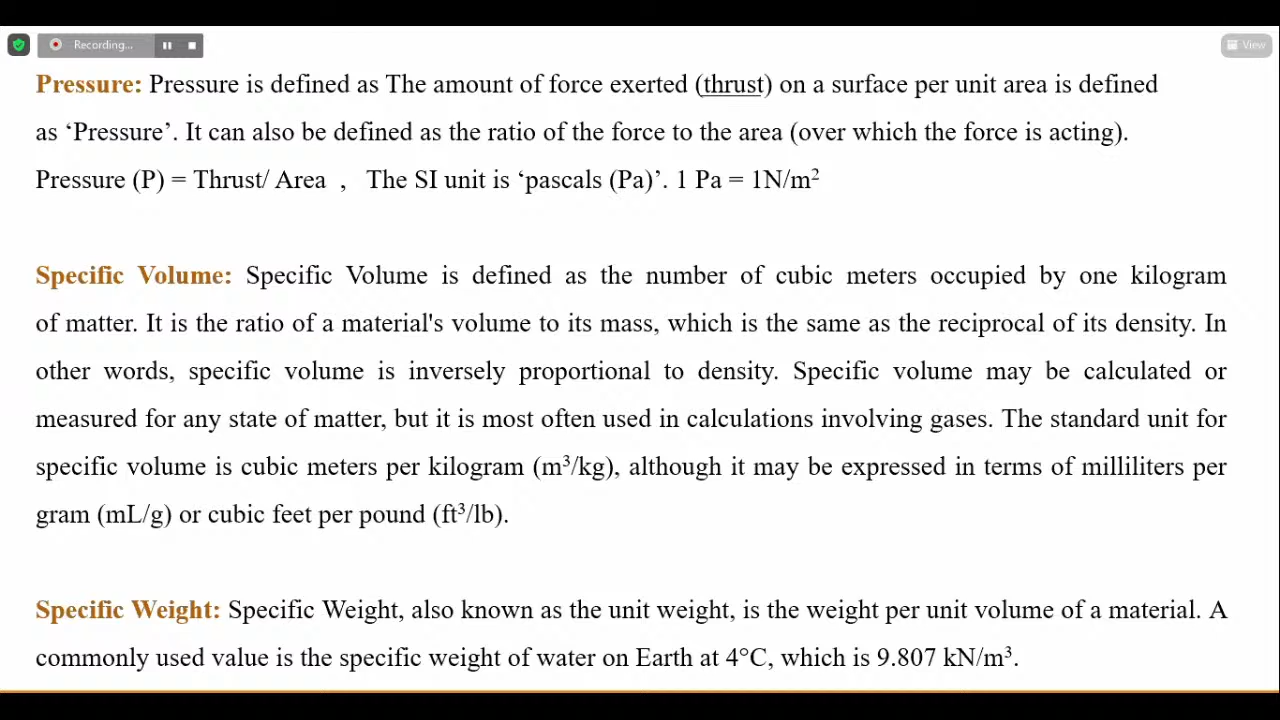 Recording...
View
Pressure: Pressure is defined as The amount of force exerted (thrust) on a surface per unit area is defined
as ‘Pressure’. It can also be defined as the ratio of the force to the area (over which the force is acting).
Pressure (P) = Thrust/ Area , The SI unit is ‘pascals (Pa)’. 1 Pa = 1N/m²
Specific Volume: Specific Volume is defined as the number of cubic meters occupied by one kilogram
of matter. It is the ratio of a material's volume to its mass, which is the same as the reciprocal of its density. In
other words, specific volume is inversely proportional to density. Specific volume may be calculated or
measured for any state of matter, but it is most often used in calculations involving gases. The standard unit for
specific volume is cubic meters per kilogram (m³/kg), although it may be expressed in terms of milliliters per
gram (mL/g) or cubic feet per pound (ft³/lb).
Specific Weight: Specific Weight, also known as the unit weight, is the weight per unit volume of a material. A
commonly used value is the specific weight of water on Earth at 4°C, which is 9.807 kN/m³.